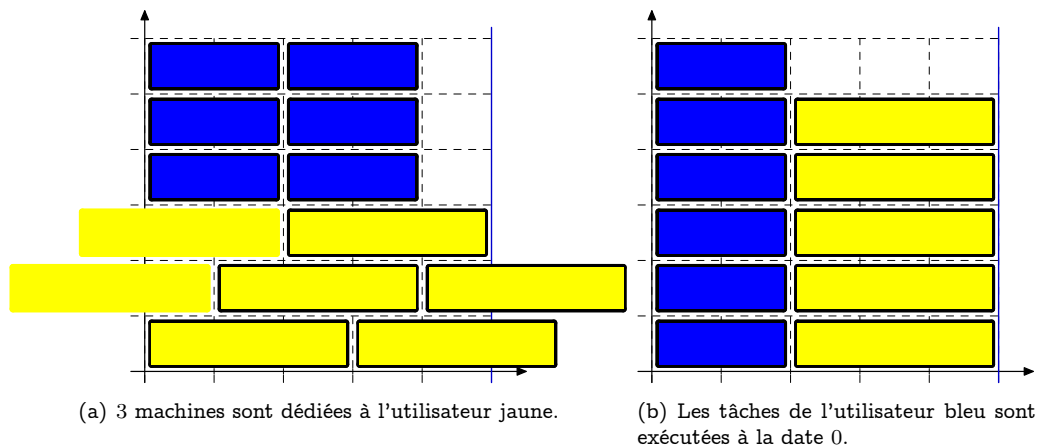 (a) 3 machines sont dédiées à l'utilisateur jaune.
(b) Les tâches de l'utilisateur bleu sont
exécutées à la date 0.